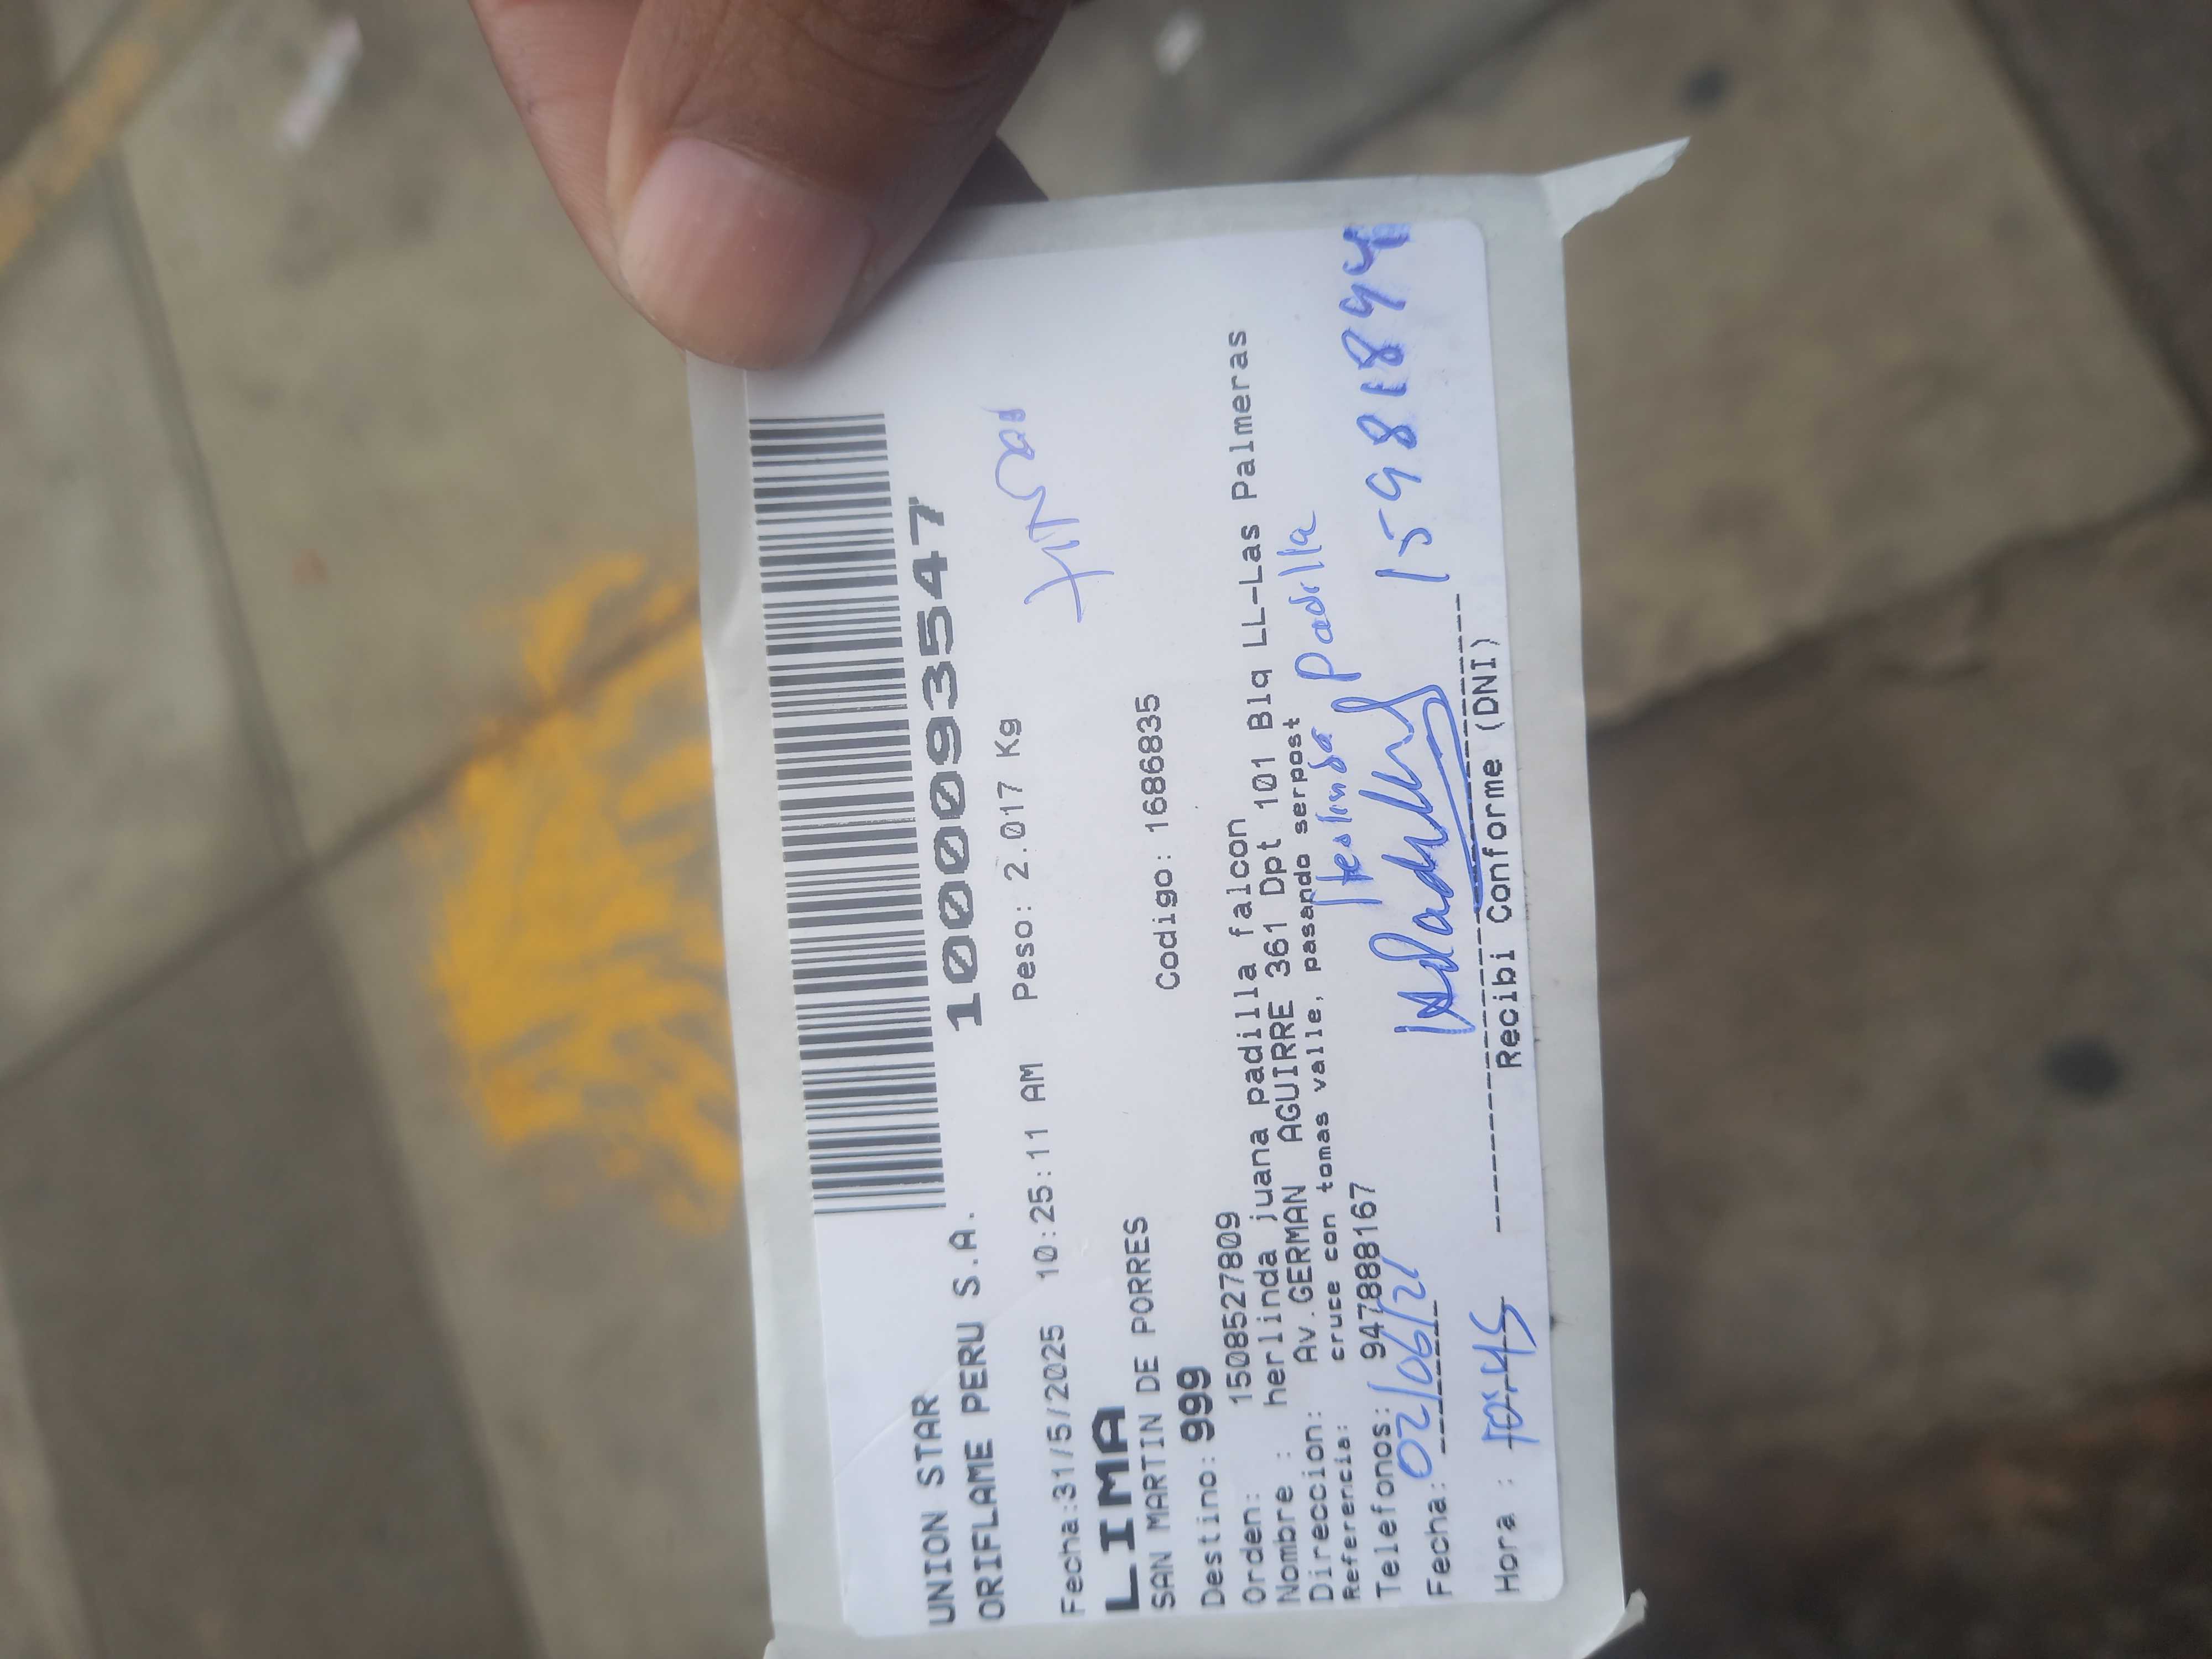 UNION STAR
ORIFLAME PERU S.A.
10000093547
Fecha:31/5/2025 10:25:11 AM Peso: 2.017 Kg
LIMA
SAN MARTIN DE PORRES
Codigo: 1686835
Destino: 999
Orden: 1508527809
Nombre : herlinda juana padilla falcon
Direccion: Av.GERMAN AGUIRRE 361 Dpt 101 Blq LL-Las Palmeras
Referencia: cruce con tomas valle, pasando serpost
Padilla
Telefonos: 947888167
15981894
Fecha: 02/06/21
Recibi Conforme (DNI)
Hora : 10:45